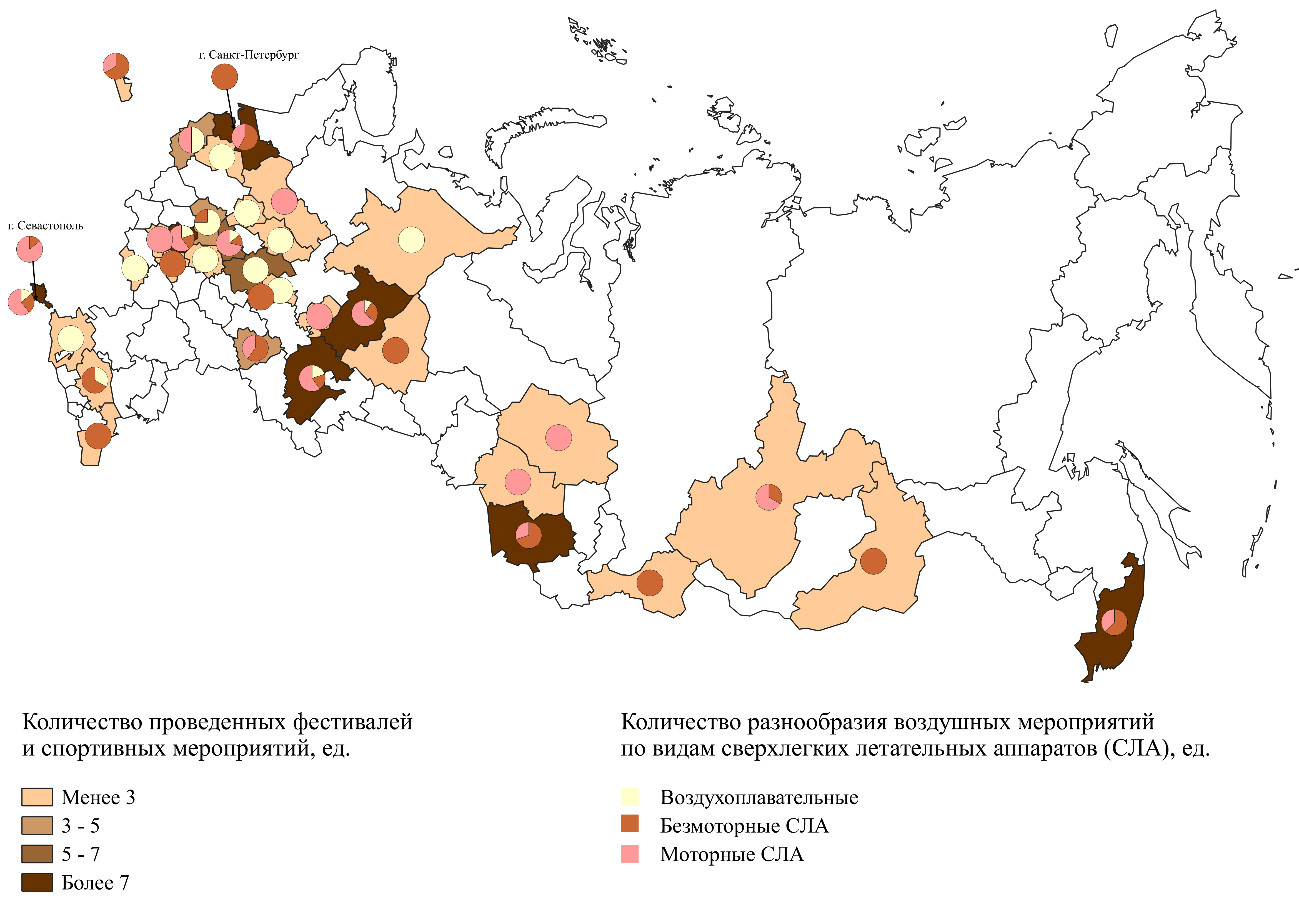 г. Санкт-Петербург
г. Севастополь
Количество проведенных фестивалей
и спортивных мероприятий, ед.
Менее 3
3 - 5
5 - 7
Более 7
Количество разнообразия воздушных мероприятий
по видам сверхлегких летательных аппаратов (СЛА), ед.
Воздухоплавательные
Безмоторные СЛА
Моторные СЛА